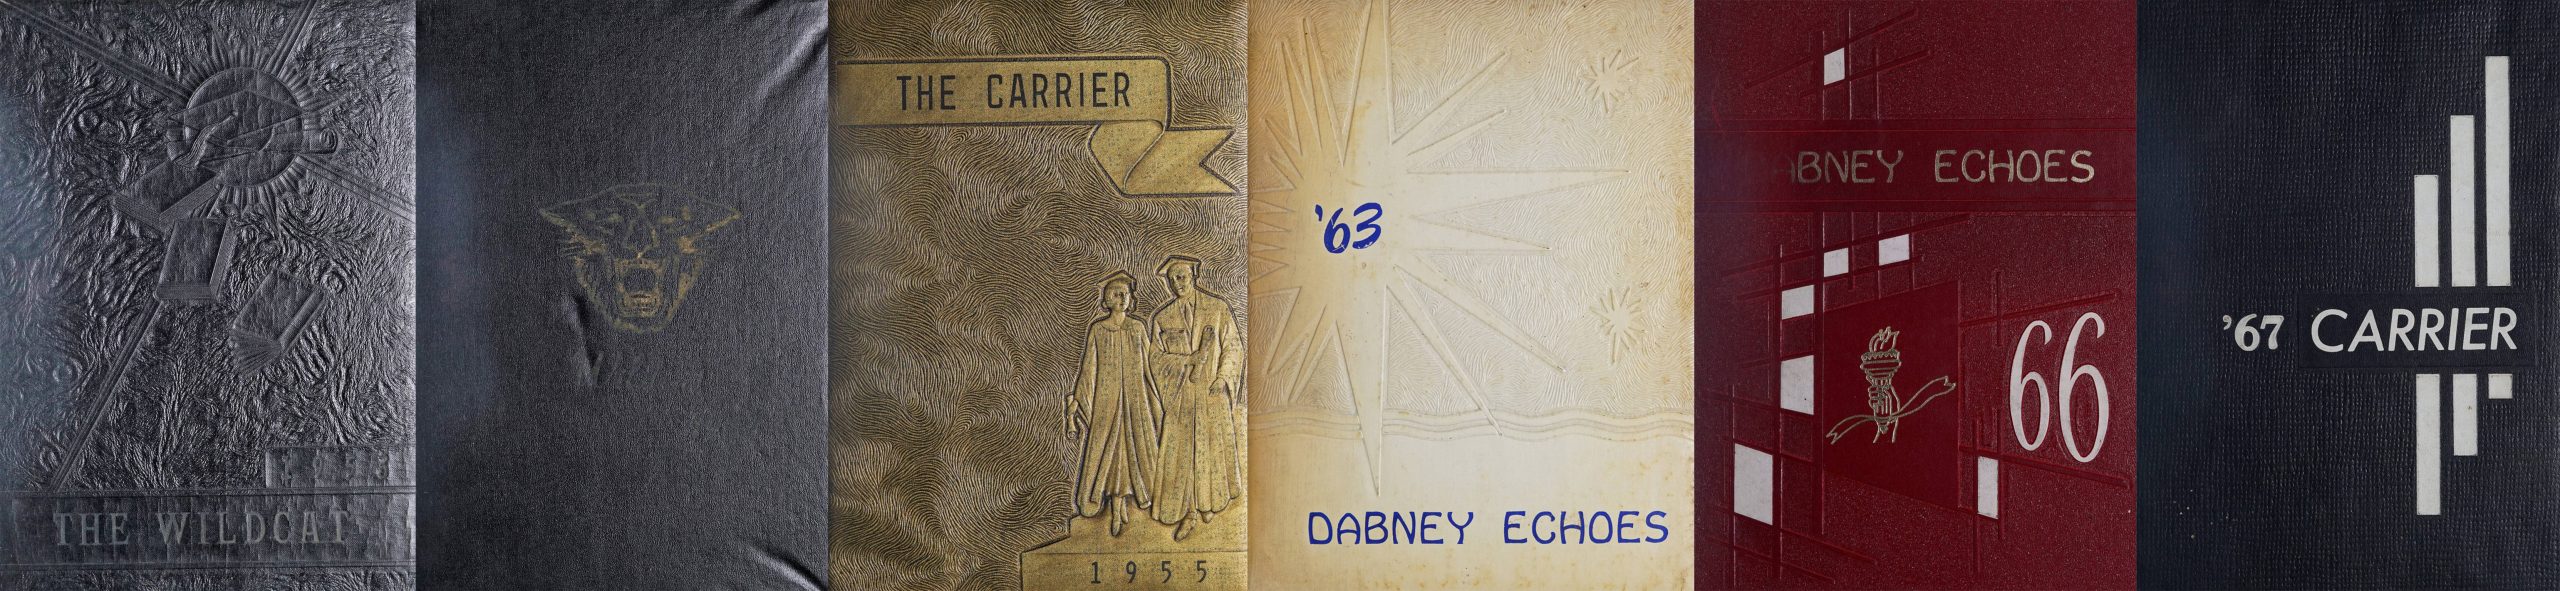 THE WILDCAT
THE CARRIER
1955
'63
DABNEY ECHOES
ABNEY ECHOES
66
'67 CARRIER